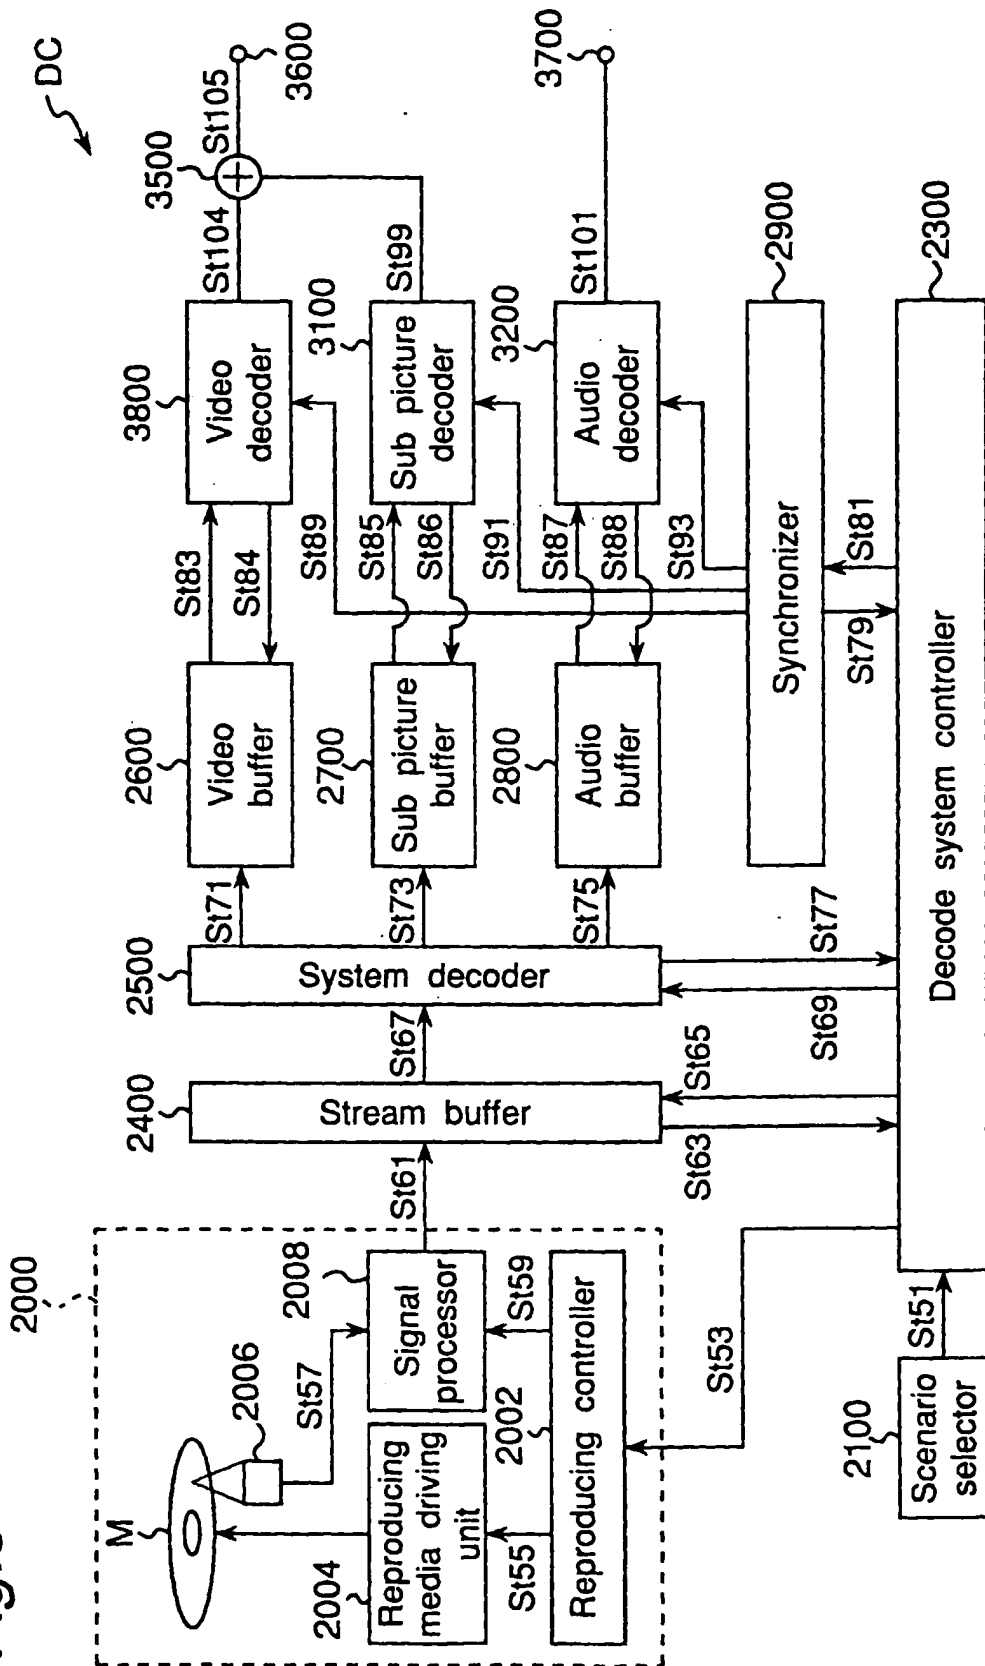 DC
2000
M
2006
St57
2004
Reproducing
media driving
unit
2008
Signal
processor
St55
2002
St59
Reproducing controller
St53
2100
Scenario
selector
St51
St61
2400
Stream buffer
St63
St65
St67
2500
System decoder
St69
St77
St71
St73
St75
2600
Video
buffer
2700
Sub picture
buffer
2800
Audio
buffer
St83
St84
St89
St85
St86
St91
St87
St88
St93
3800
Video
decoder
3100
Sub picture
decoder
3200
Audio
decoder
St104
3500
St105
3600
St99
St101
3700
2900
Synchronizer
St79
St81
2300
Decode system controller